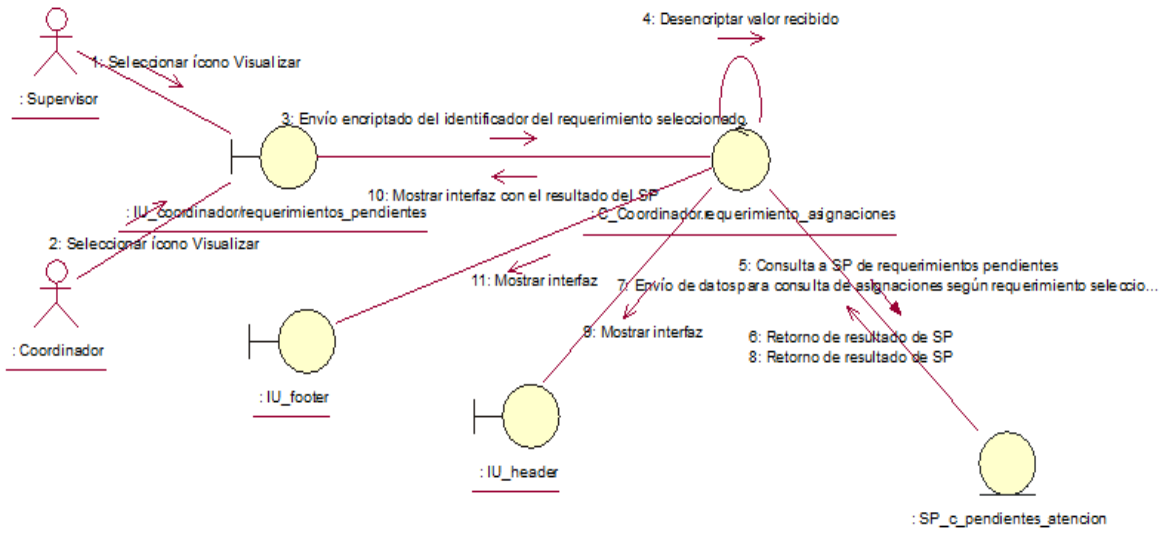 4: Desencriptar valor recibido
1: Seleccionar ícono Visualizar
: Supervisor
3: Envío encriptado del identificador del requerimiento seleccionado
10: Mostrar interfaz con el resultado del SP
: IU_coordinador/requerimientos_pendientes
: C_Coordinador.requerimiento_asignaciones
2: Seleccionar ícono Visualizar
5: Consulta a SP de requerimientos pendientes
11: Mostrar interfaz
7: Envío de datos para consulta de asignaciones según requerimiento seleccio...
9: Mostrar interfaz
6: Retorno de resultado de SP
: Coordinador
8: Retorno de resultado de SP
: IU_footer
: IU_header
: SP_c_pendientes_atencion